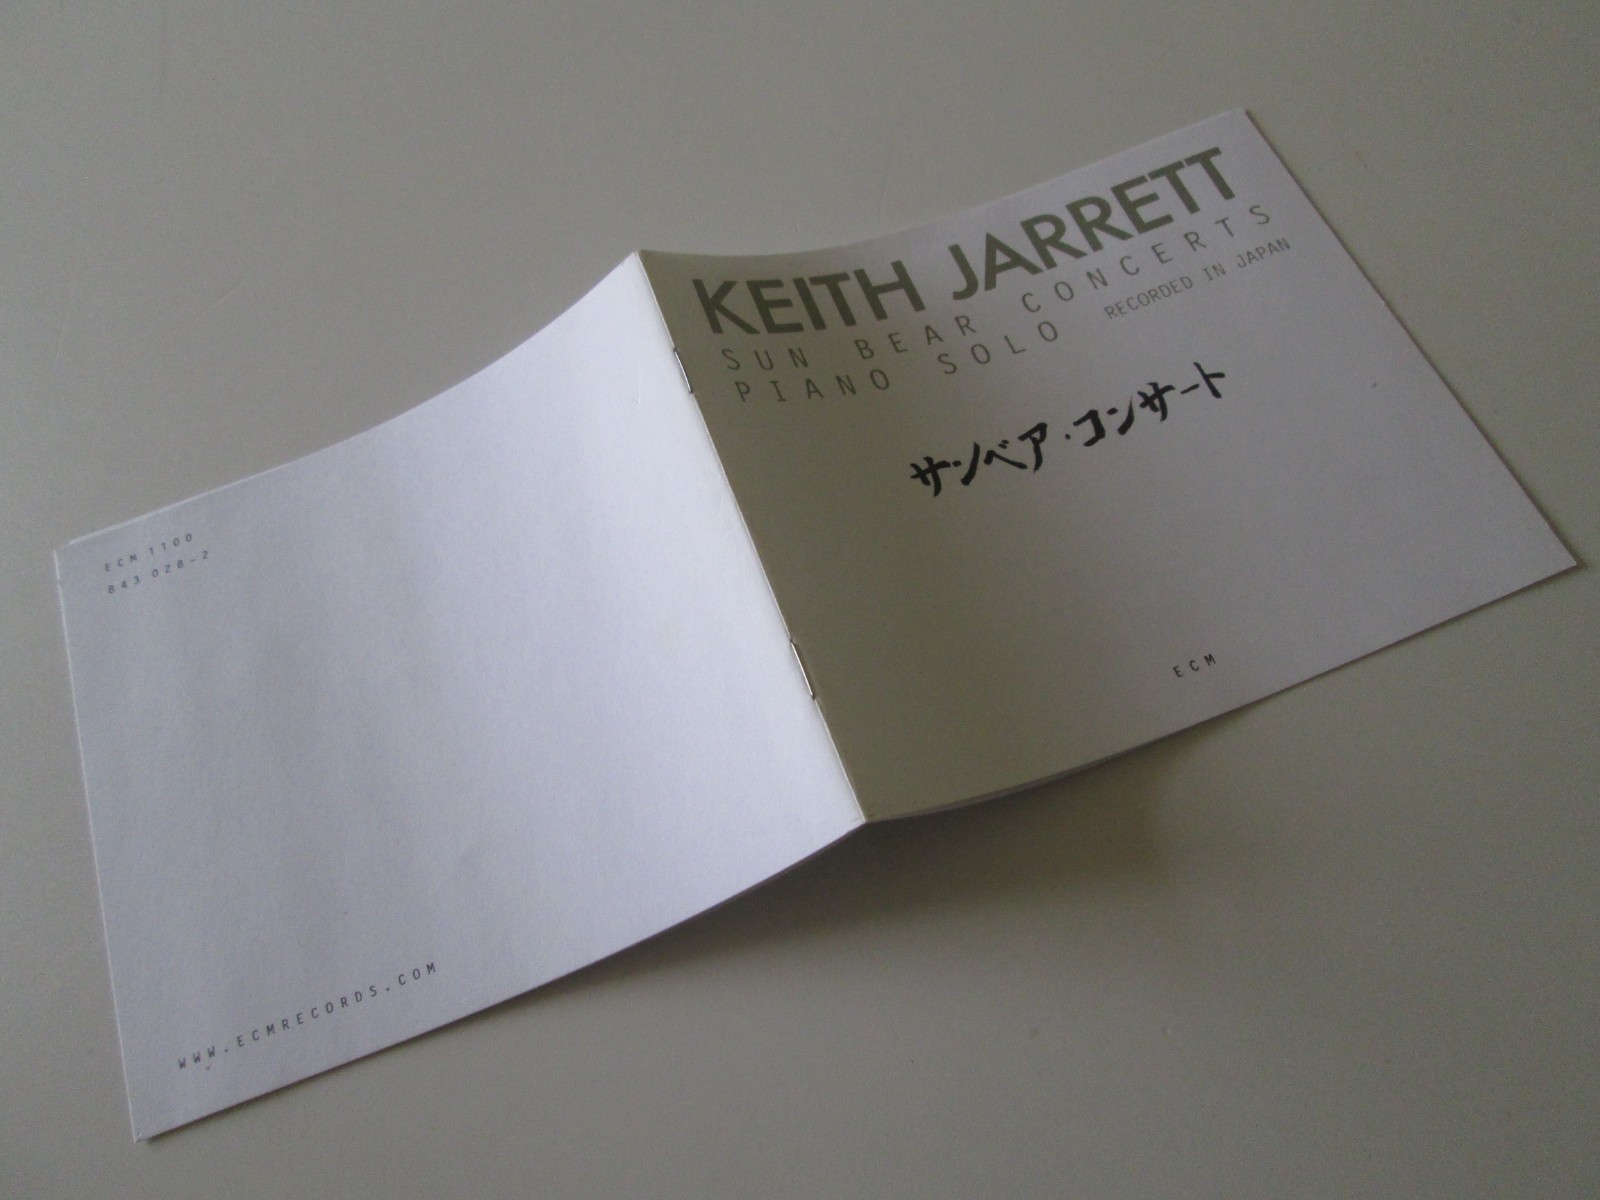 KEITH JARRETT
SUN BEAR CONCERTS
PIANO SOLO RECORDED IN JAPAN
サンベア・コンサート
ECM
ECM 1100
843 028-2
WWW.ECMRECORDS.COM